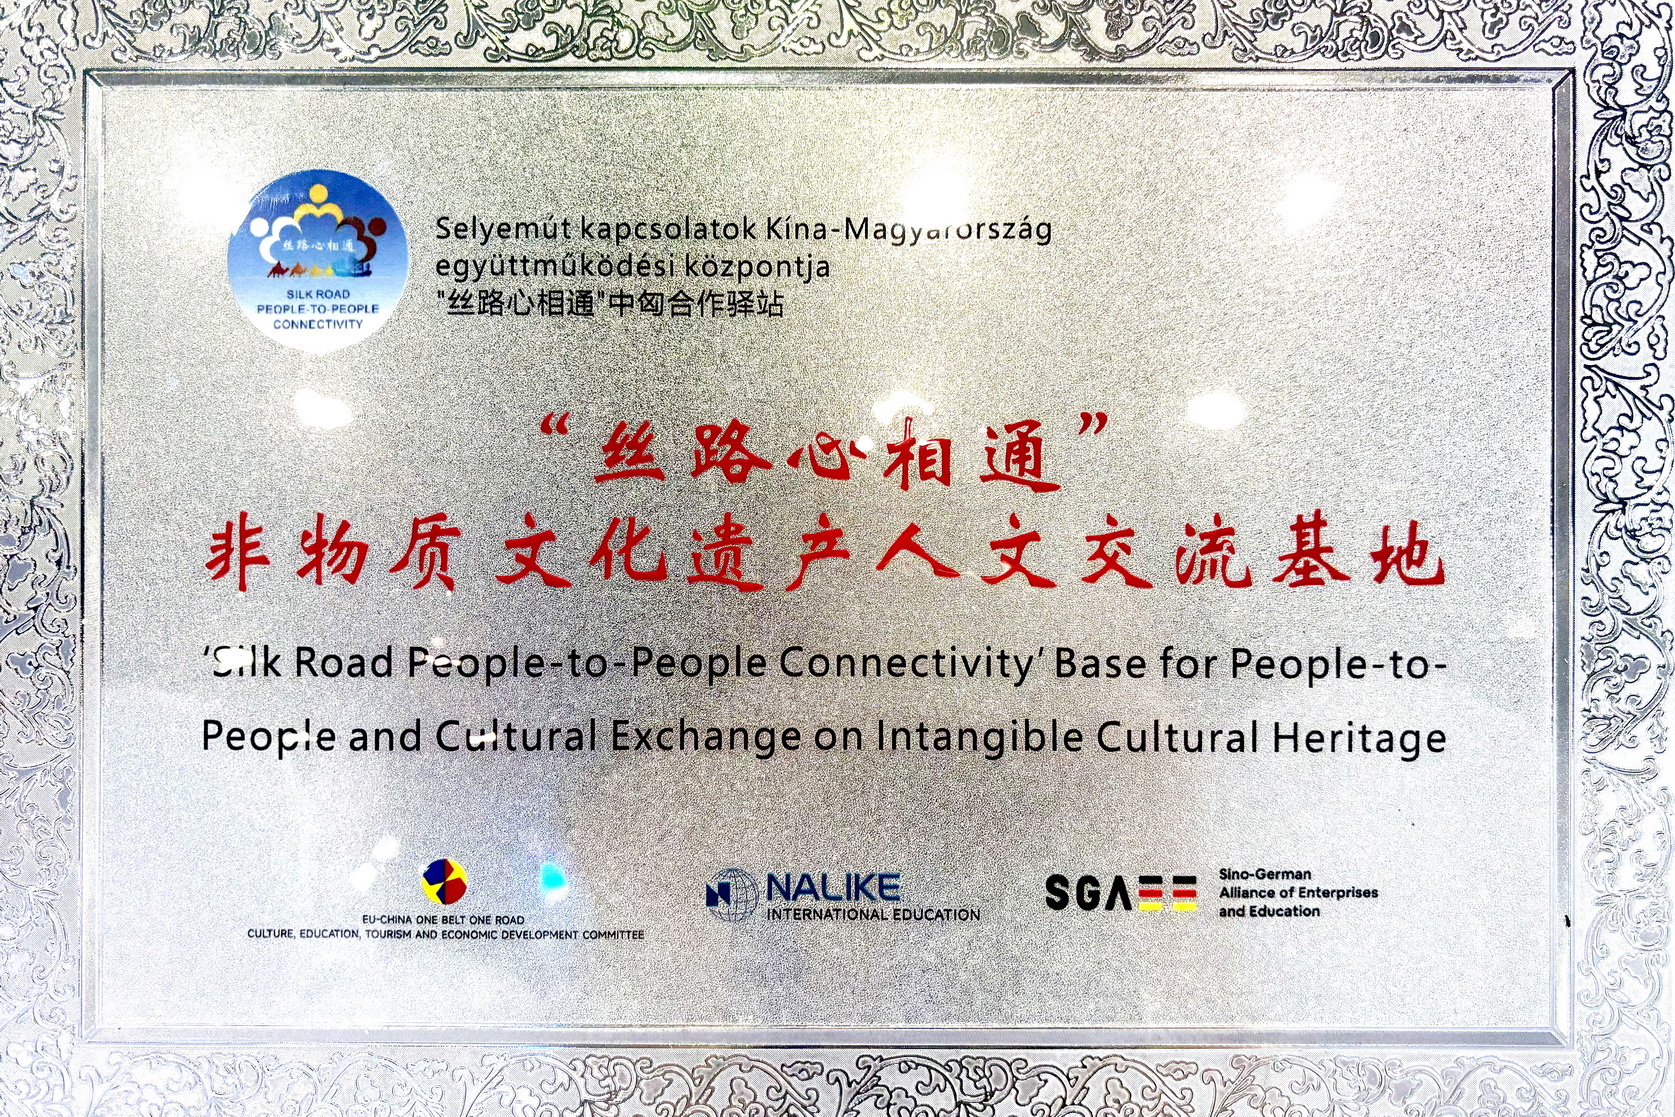 丝路心相通
SILK ROAD
PEOPLE-TO-PEOPLE
CONNECTIVITY
Selyemút kapcsolatok Kína-Magyarország
együttműködési központja
"丝路心相通"中匈合作驿站
“丝路心相通”
非物质文化遗产人文交流基地
‘Silk Road People-to-People Connectivity’ Base for People-to-
People and Cultural Exchange on Intangible Cultural Heritage
EU-CHINA ONE BELT ONE ROAD
CULTURE, EDUCATION, TOURISM AND ECONOMIC DEVELOPMENT COMMITTEE
N
NALIKE
INTERNATIONAL EDUCATION
SGAEE
Sino-German
Alliance of Enterprises
and Education